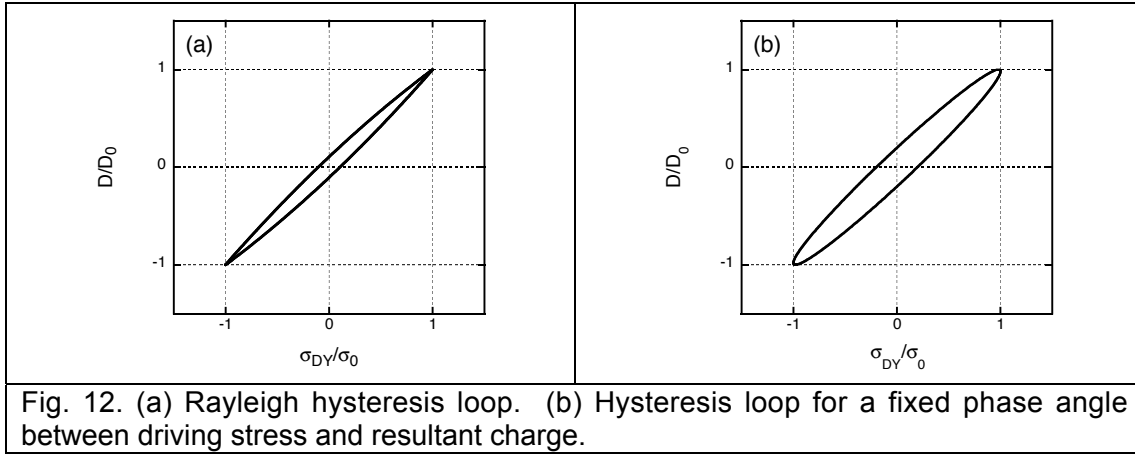 (a)
1
0
-1
D/D0
-1 0 1
σDY/σ0
(b)
1
0
-1
D/D0
-1 0 1
σDY/σ0
Fig. 12. (a) Rayleigh hysteresis loop. (b) Hysteresis loop for a fixed phase angle
between driving stress and resultant charge.